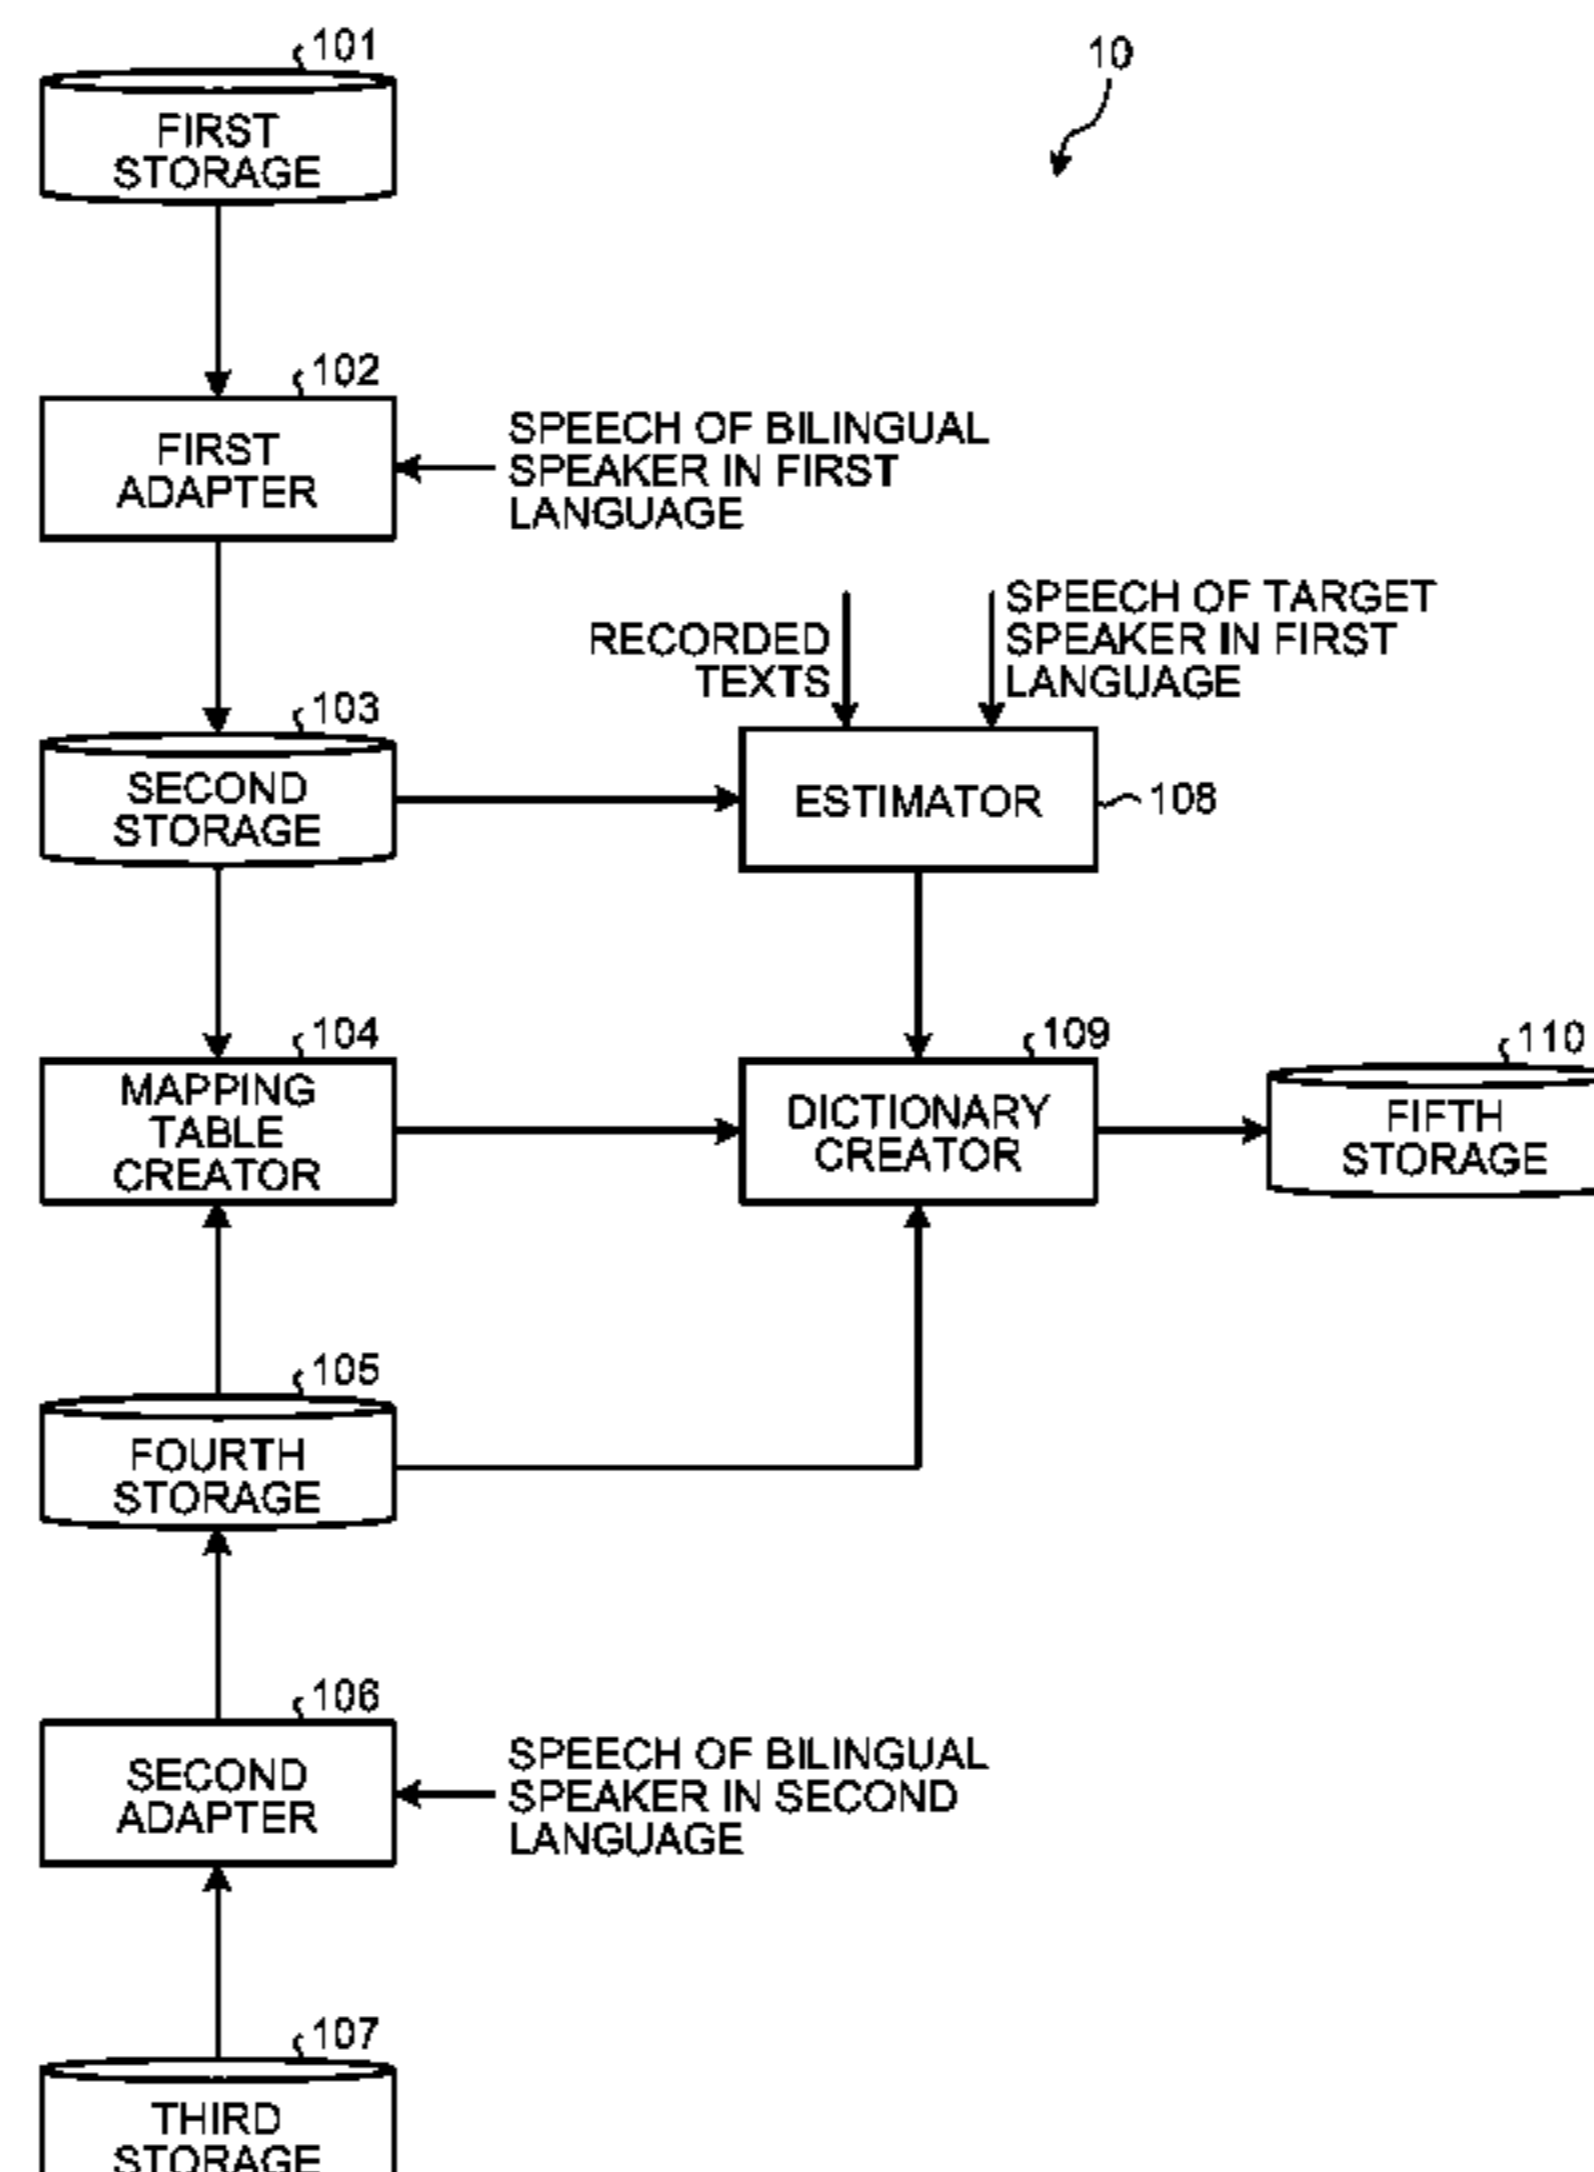 101
10
FIRST
STORAGE
102
FIRST
ADAPTER
SPEECH OF BILINGUAL
SPEAKER IN FIRST
LANGUAGE
RECORDED
TEXTS
SPEECH OF TARGET
SPEAKER IN FIRST
LANGUAGE
103
SECOND
STORAGE
ESTIMATOR
108
104
MAPPING
TABLE
CREATOR
109
DICTIONARY
CREATOR
110
FIFTH
STORAGE
105
FOURTH
STORAGE
106
SECOND
ADAPTER
SPEECH OF BILINGUAL
SPEAKER IN SECOND
LANGUAGE
107
THIRD
STORAGE